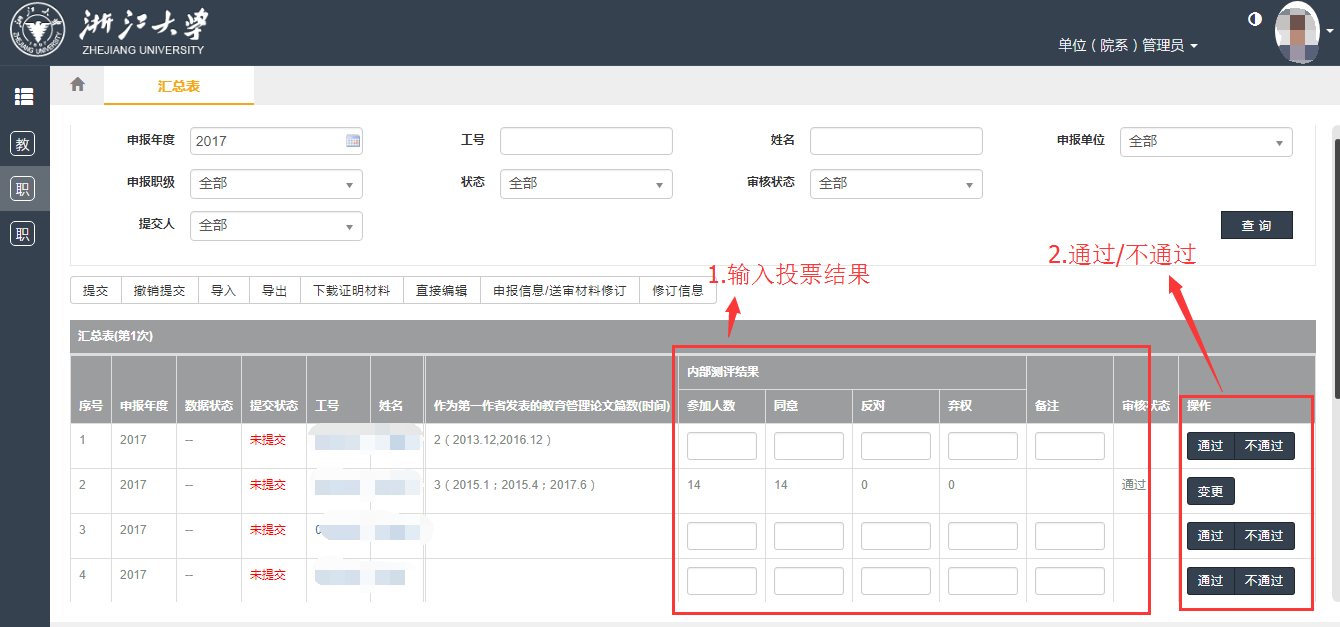 浙江大学
ZHEJIANG UNIVERSITY
单位（院系）管理员
汇总表
教
职
职
申报年度 2017 工号 姓名 申报单位 全部
申报职级 全部 状态 全部 审核状态 全部
提交人 全部
查 询
1.输入投票结果
2.通过/不通过
提交 撤销提交 导入 导出 下载证明材料 直接编辑 申报信息/送审材料修订 修订信息
汇总表(第1次)
内部测评结果
序号 申报年度 数据状态 提交状态 工号 姓名 作为第一作者发表的教育管理论文篇数(时间) 参加人数 同意 反对 弃权 备注 审核状态 操作
1 2017 -- 未提交 2（2013.12,2016.12） 通过 不通过
2 2017 -- 未提交 3（2015.1；2015.4；2017.6） 14 14 0 0 通过 变更
3 2017 -- 未提交 通过 不通过
4 2017 -- 未提交 通过 不通过